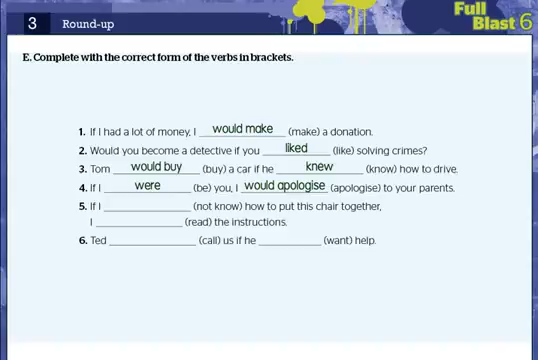 3 Round-up
Full
Blast 6
E. Complete with the correct form of the verbs in brackets.
1. If I had a lot of money, I would make (make) a donation.
2. Would you become a detective if you liked (like) solving crimes?
3. Tom would buy (buy) a car if he knew (know) how to drive.
4. If I were (be) you, I would apologise (apologise) to your parents.
5. If I ____________ (not know) how to put this chair together,
I ____________ (read) the instructions.
6. Ted ____________ (call) us if he ____________ (want) help.